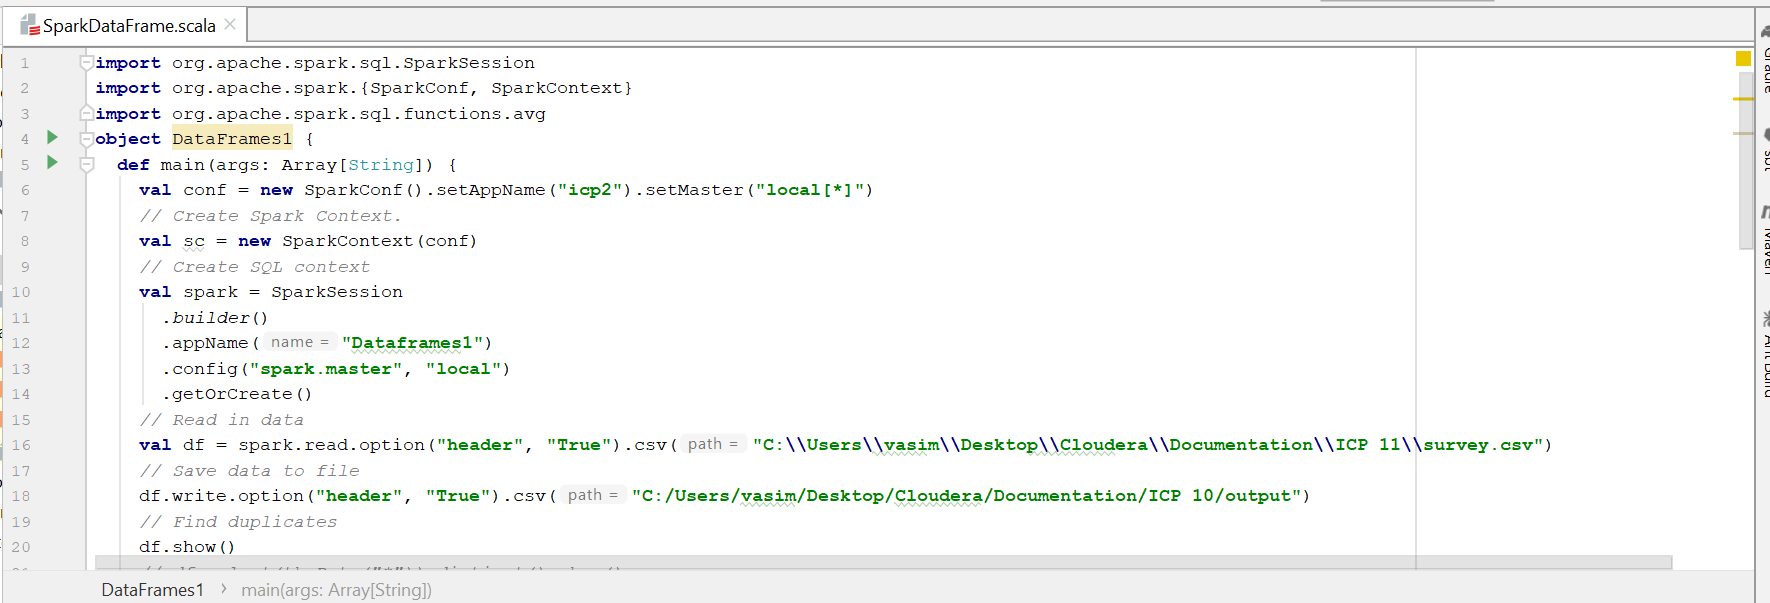 SparkDataFrame.scala
1 import org.apache.spark.sql.SparkSession
2 import org.apache.spark.{SparkConf, SparkContext}
3 import org.apache.spark.sql.functions.avg
4 object DataFrames1 {
5 def main(args: Array[String]) {
6 val conf = new SparkConf().setAppName("icp2").setMaster("local[*]")
7 // Create Spark Context.
8 val sc = new SparkContext(conf)
9 // Create SQL context
10 val spark = SparkSession
11 .builder()
12 .appName( name = "Dataframes1")
13 .config("spark.master", "local")
14 .getOrCreate()
15 // Read in data
16 val df = spark.read.option("header", "True").csv( path = "C:\\Users\\vasim\\Desktop\\Cloudera\\Documentation\\ICP 11\\survey.csv")
17 // Save data to file
18 df.write.option("header", "True").csv( path = "C:/Users/vasim/Desktop/Cloudera/Documentation/ICP 10/output")
19 // Find duplicates
20 df.show()
DataFrames1 › main(args: Array[String])